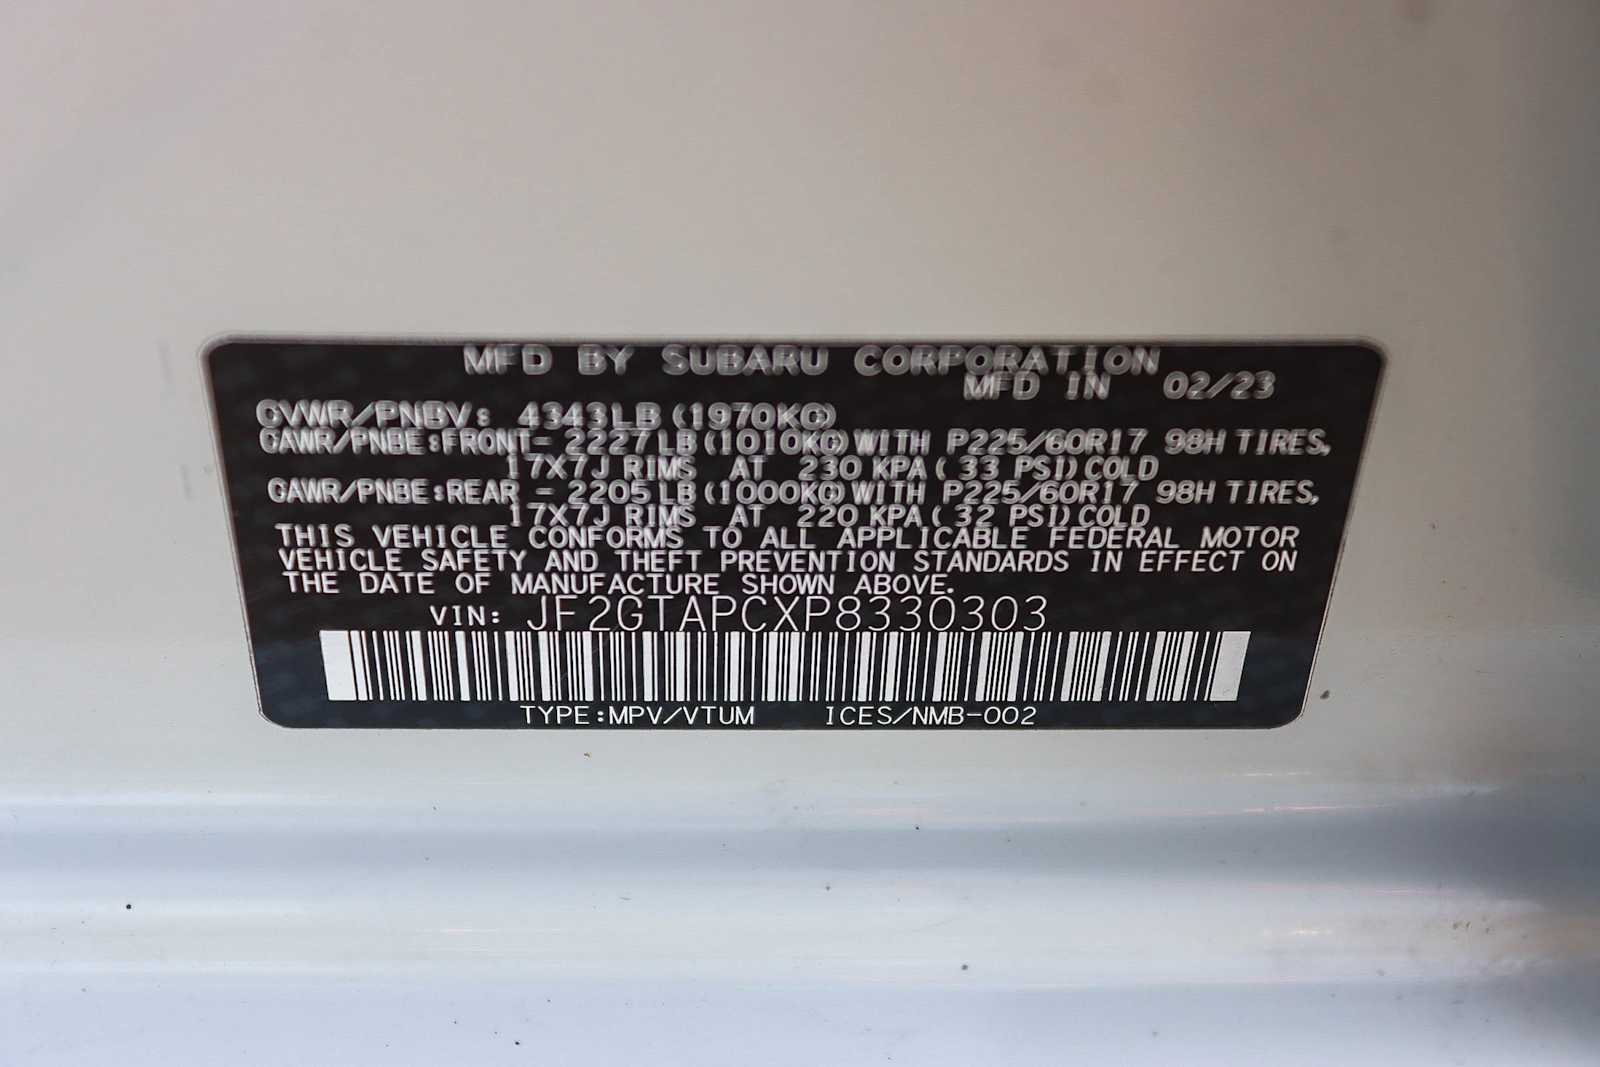 MFD BY SUBARU CORPORATION
MFD IN 02/23
GVWR/PNBV: 4343LB(1970KG)
GAWR/PNBE:FRONT- 2227LB(1010KG)WITH P225/60R17 98H TIRES,
17X7J RIMS AT 230 KPA( 33 PSI)COLD
GAWR/PNBE:REAR - 2205LB(1000KG)WITH P225/60R17 98H TIRES,
17X7J RIMS AT 220 KPA( 32 PSI)COLD
THIS VEHICLE CONFORMS TO ALL APPLICABLE FEDERAL MOTOR
VEHICLE SAFETY AND THEFT PREVENTION STANDARDS IN EFFECT ON
THE DATE OF MANUFACTURE SHOWN ABOVE.
VIN: JF2GTAPCXP8330303
TYPE:MPV/VTUM ICES/NMB-002